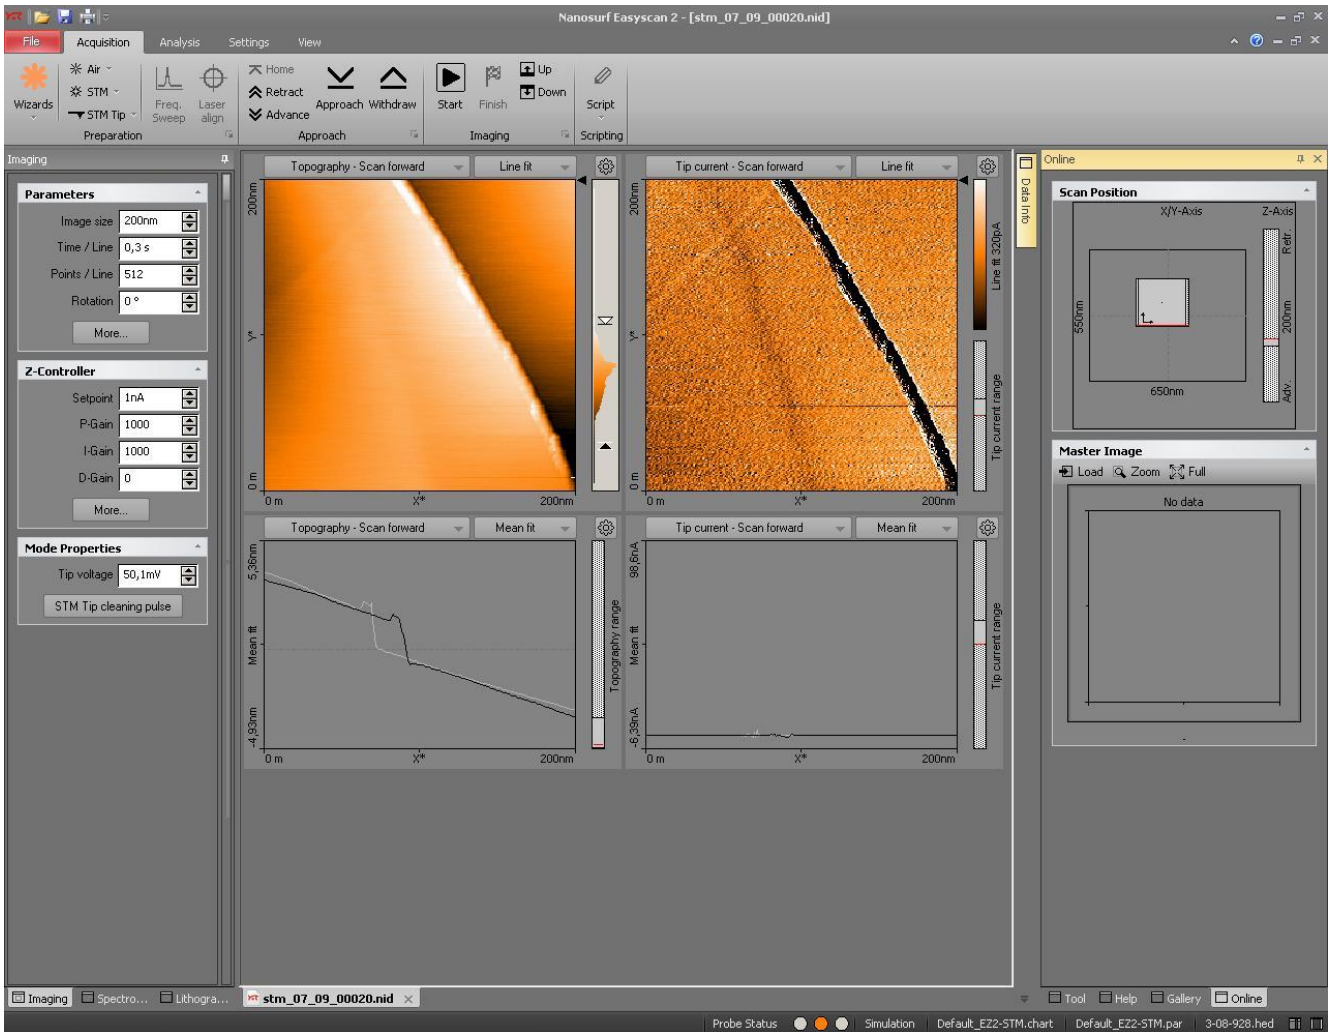 Nanosurf Easyscan 2 - [stm_07_09_00020.nid]
File Acquisition Analysis Settings View
Wizards
Air
STM
STM Tip
Freq. Sweep
Laser align
Preparation
Home
Retract
Advance
Approach
Withdraw
Approach
Start
Finish
Up
Down
Imaging
Script
Scripting
Imaging
Parameters
Image size 200nm
Time / Line 0,3 s
Points / Line 512
Rotation 0 °
More...
Z-Controller
Setpoint 1nA
P-Gain 1000
I-Gain 1000
D-Gain 0
More...
Mode Properties
Tip voltage 50,1mV
STM Tip cleaning pulse
Topography - Scan forward Line fit
200nm
Y*
0 m
0 m X* 200nm
Tip current - Scan forward Line fit
200nm
Y*
0 m
0 m X* 200nm
Line fit 320pA
Tip current range
Topography - Scan forward Mean fit
5,36nm
Mean fit
-4,93nm
0 m X* 200nm
Topography range
Tip current - Scan forward Mean fit
98,6nA
Mean fit
-6,39nA
0 m X* 200nm
Tip current range
Data Info
Online
Scan Position
X/Y-Axis Z-Axis
550nm
650nm
Retr.
200nm
Adv.
Master Image
Load Zoom Full
No data
Imaging Spectro... Lithogra...
stm_07_09_00020.nid
Tool Help Gallery Online
Probe Status Simulation Default_EZ2-STM.chart Default_EZ2-STM.par 3-08-928.hed